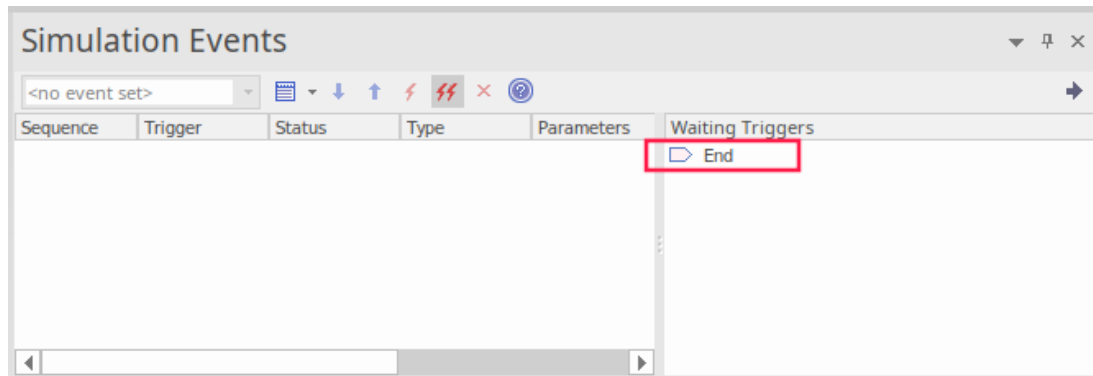 Simulation Events
<no event set>
Sequence Trigger Status Type Parameters Waiting Triggers
End